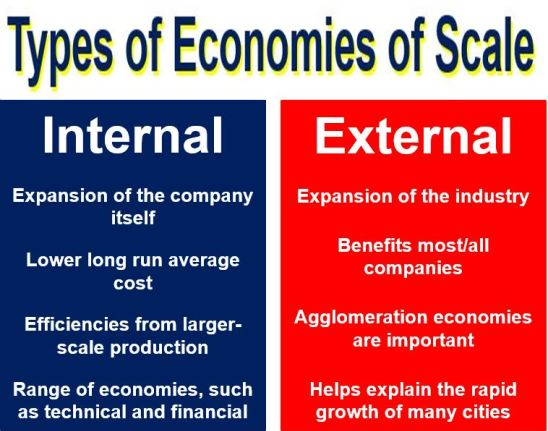 Types of Economies of Scale
Internal
Expansion of the company
itself
Lower long run average
cost
Efficiencies from larger-
scale production
Range of economies, such
as technical and financial
External
Expansion of the industry
Benefits most/all
companies
Agglomeration economies
are important
Helps explain the rapid
growth of many cities